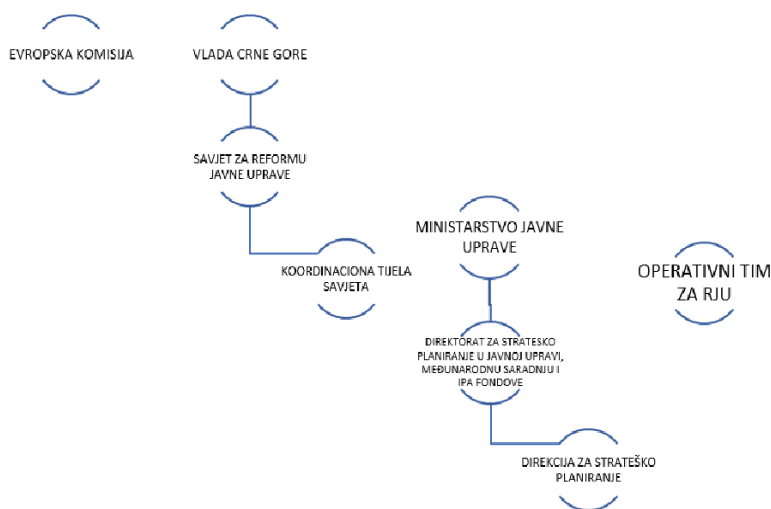 EVROPSKA KOMISIJA
VLADA CRNE GORE
SAVJET ZA REFORMU
JAVNE UPRAVE
KOORDINACIONA TIJELA
SAVJETA
MINISTARSTVO JAVNE
UPRAVE
DIREKTORAT ZA STRATESKO
PLANIRANJE U JAVNOJ UPRAVI,
MEĐUNARODNU SARADNJU I
IPA FONDOVE
DIREKCIJA ZA STRATEŠKO
PLANIRANJE
OPERATIVNI TIM
ZA RJU